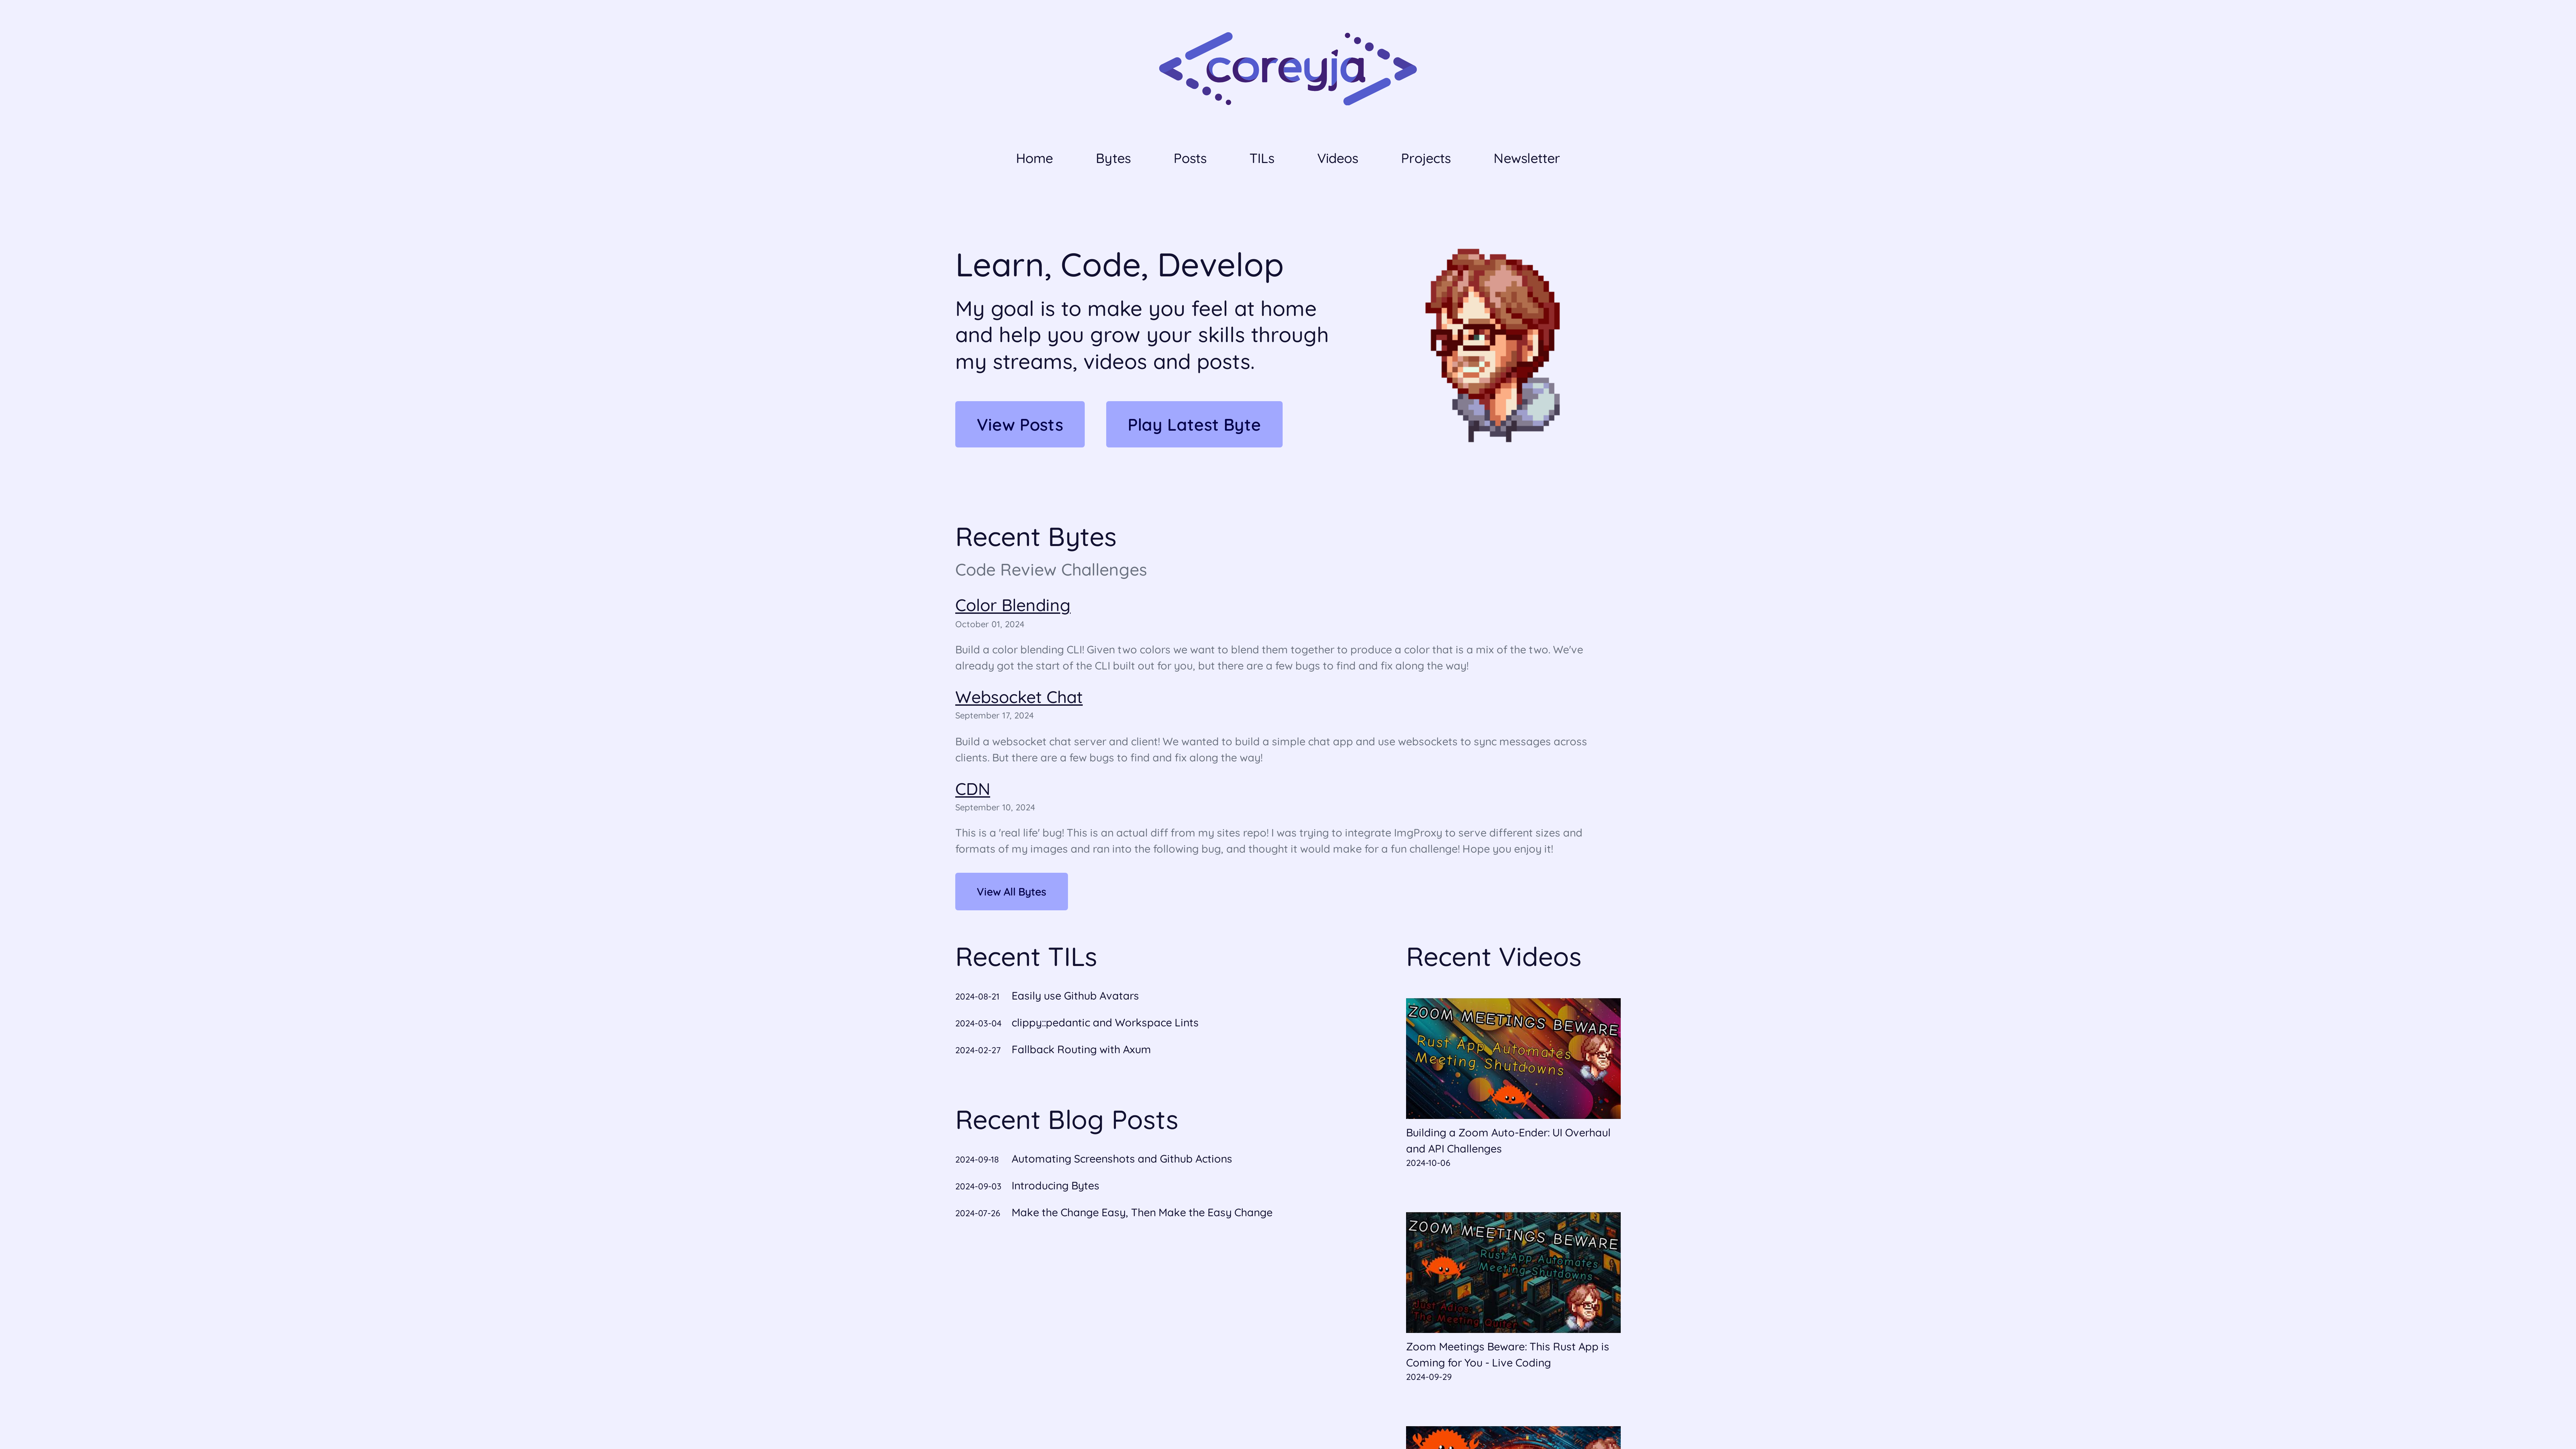 coreyja
Home Bytes Posts TILs Videos Projects Newsletter
Learn, Code, Develop
My goal is to make you feel at home
and help you grow your skills through
my streams, videos and posts.
View Posts Play Latest Byte
Recent Bytes
Code Review Challenges
Color Blending
October 01, 2024
Build a color blending CLI! Given two colors we want to blend them together to produce a color that is a mix of the two. We've
already got the start of the CLI built out for you, but there are a few bugs to find and fix along the way!
Websocket Chat
September 17, 2024
Build a websocket chat server and client! We wanted to build a simple chat app and use websockets to sync messages across
clients. But there are a few bugs to find and fix along the way!
CDN
September 10, 2024
This is a 'real life' bug! This is an actual diff from my sites repo! I was trying to integrate ImgProxy to serve different sizes and
formats of my images and ran into the following bug, and thought it would make for a fun challenge! Hope you enjoy it!
View All Bytes
Recent TILs
2024-08-21 Easily use Github Avatars
2024-03-04 clippy::pedantic and Workspace Lints
2024-02-27 Fallback Routing with Axum
Recent Blog Posts
2024-09-18 Automating Screenshots and Github Actions
2024-09-03 Introducing Bytes
2024-07-26 Make the Change Easy, Then Make the Easy Change
Recent Videos
ZOOM MEETINGS BEWARE
Rust App Automates
Meeting Shutdowns
Building a Zoom Auto-Ender: UI Overhaul
and API Challenges
2024-10-06
ZOOM MEETINGS BEWARE
Rust App Automates
Meeting Shutdowns
The Meeting
Zoom Meetings Beware: This Rust App is
Coming for You - Live Coding
2024-09-29